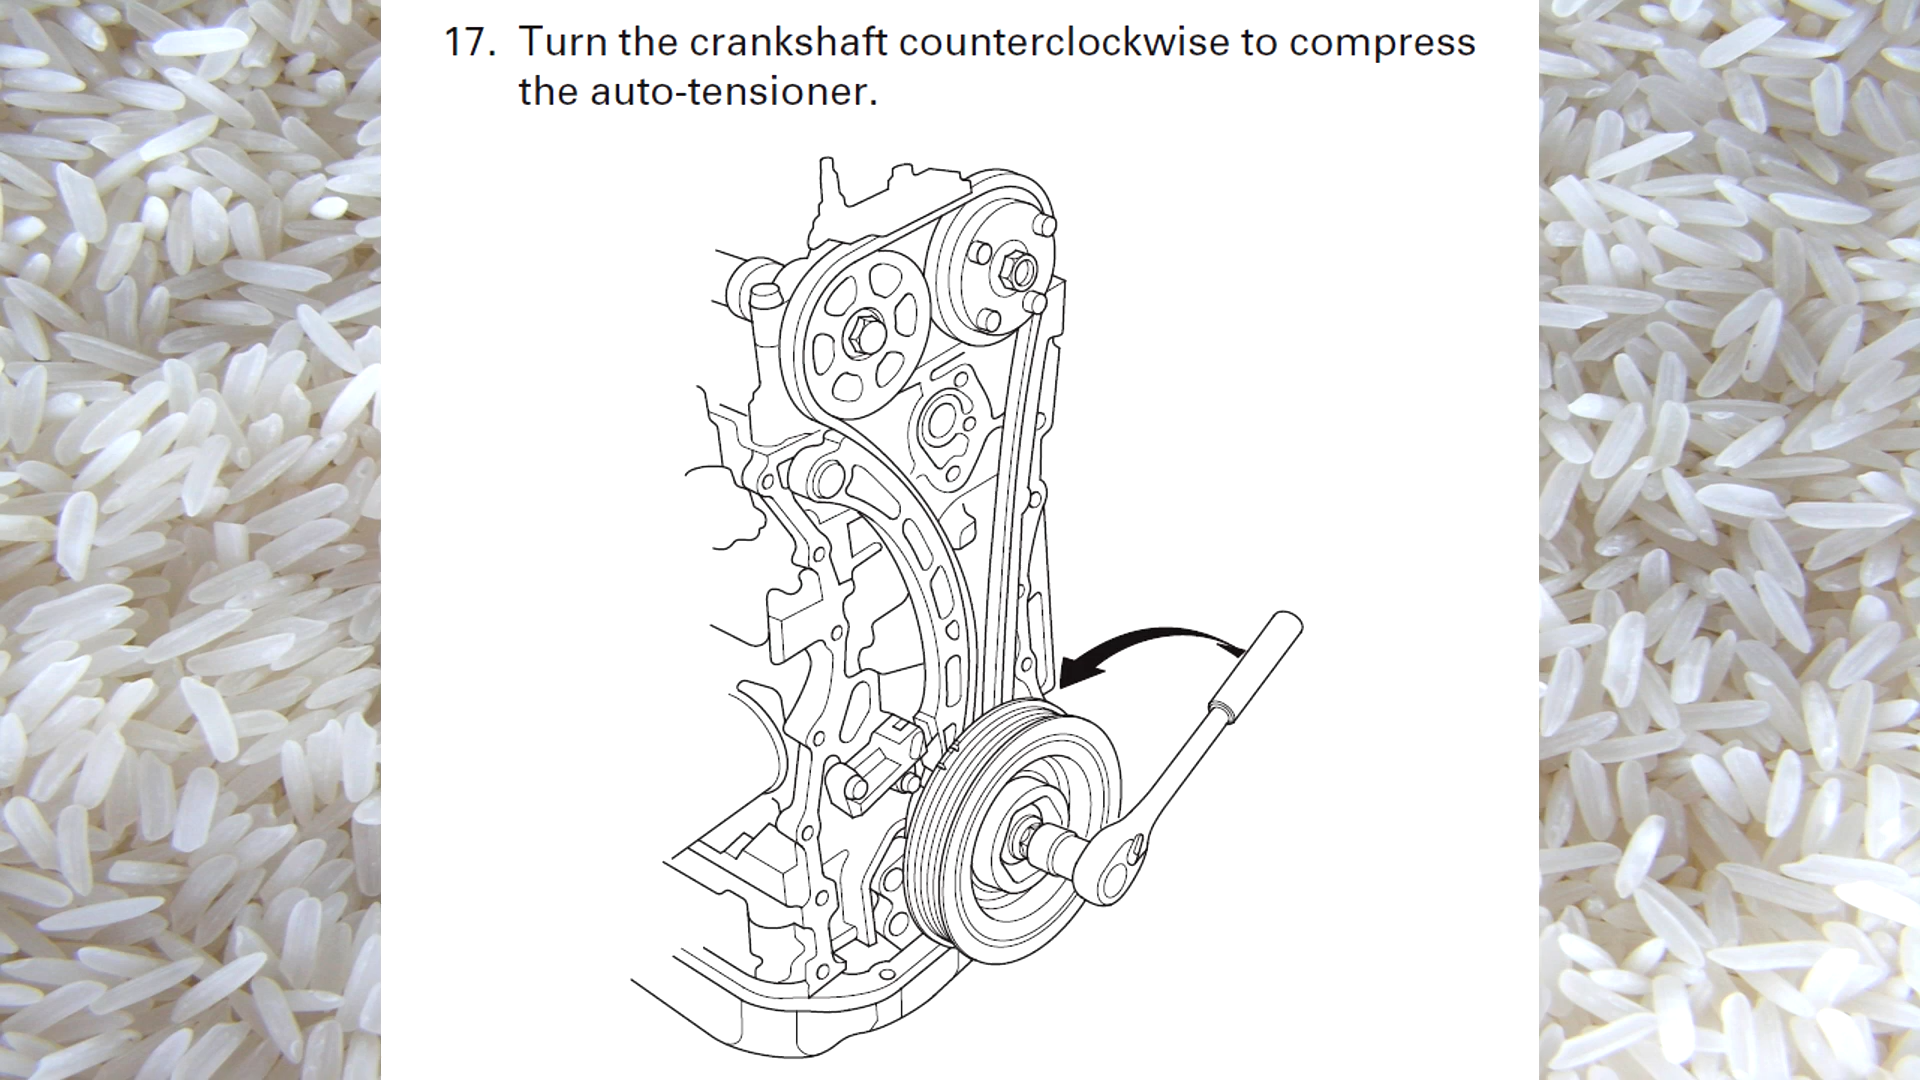 17. Turn the crankshaft counterclockwise to compress
the auto-tensioner.